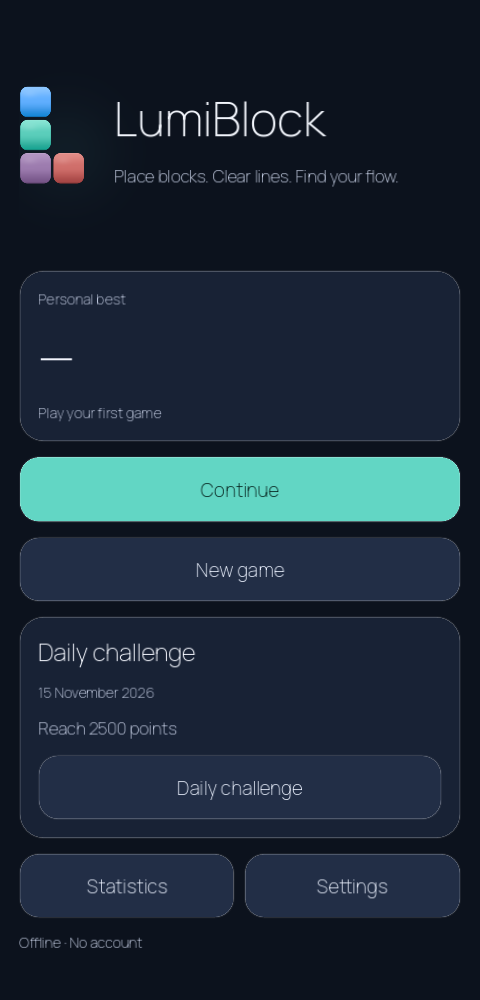 LumiBlock
Place blocks. Clear lines. Find your flow.
Personal best
—
Play your first game
Continue
New game
Daily challenge
15 November 2026
Reach 2500 points
Daily challenge
Statistics
Settings
Offline · No account